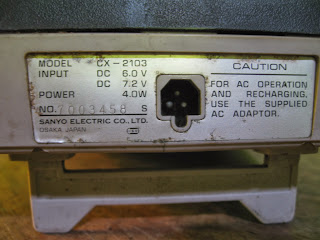 MODEL CX-2103
INPUT DC 6.0 V
DC 7.2 V
POWER 4.0W
NO. 7003458 S
SANYO ELECTRIC CO., LTD.
OSAKA JAPAN
CAUTION
FOR AC OPERATION
AND RECHARGING,
USE THE SUPPLIED
AC ADAPTOR.